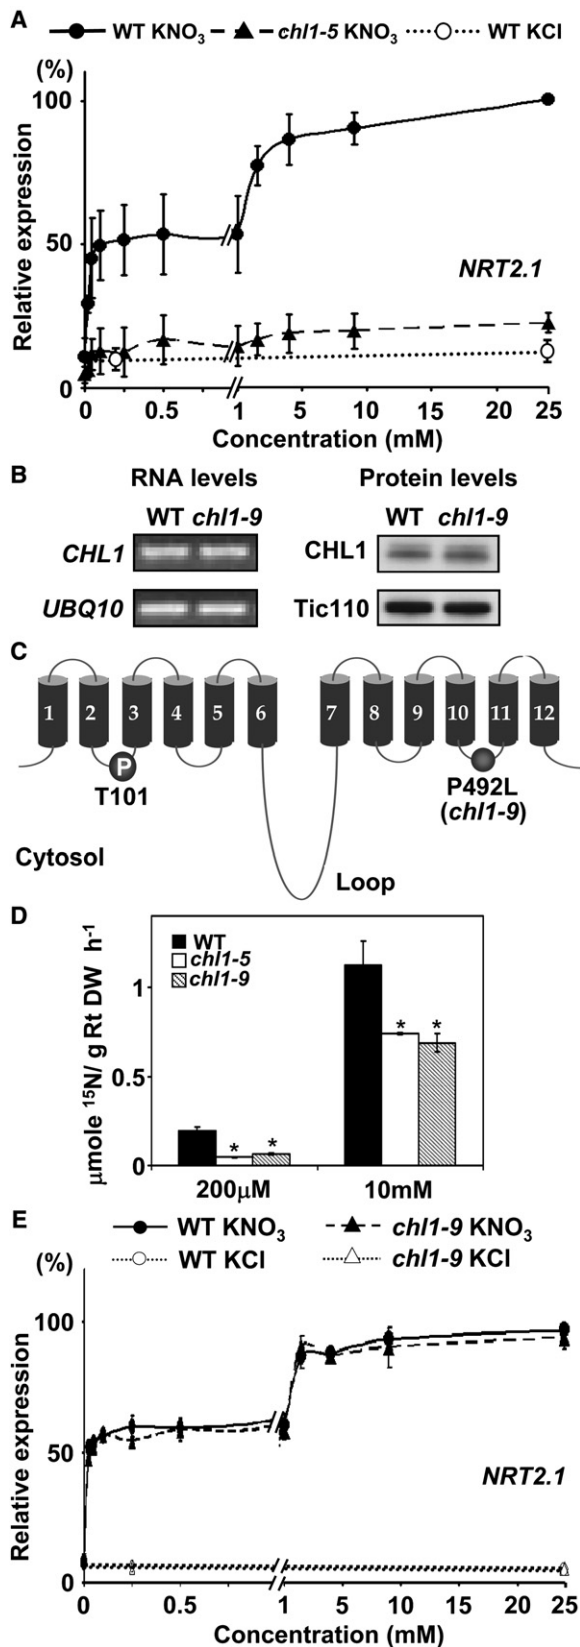 A
WT KNO₃ chl1-5 KNO₃ WT KCl
(%)
100
50
0
Relative expression
NRT2.1
0 0.5 1 5 10 15 20 25
Concentration (mM)
B
RNA levels Protein levels
WT chl1-9 WT chl1-9
CHL1 CHL1
UBQ10 Tic110
C
1 2 3 4 5 6 7 8 9 10 11 12
P
T101
P492L
(chl1-9)
Cytosol
Loop
D
WT
chl1-5
chl1-9
1
0.5
0
μmole ¹⁵N/ g Rt DW h⁻¹
* * * *
200μM 10mM
E
WT KNO₃ chl1-9 KNO₃
WT KCl chl1-9 KCl
(%)
100
50
0
Relative expression
NRT2.1
0 0.5 1 5 10 15 20 25
Concentration (mM)